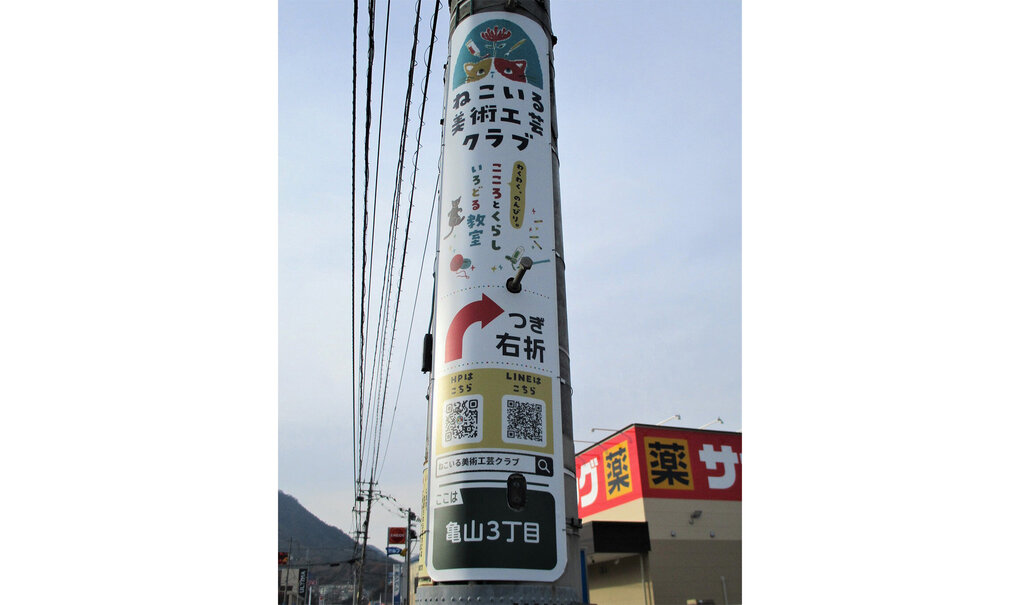 ねこいる
美術工芸
クラブ
わくわく、のんびり。
こころとくらし
いろどる教室
つぎ
右折
HPは
こちら
LINEは
こちら
ねこいる美術工芸クラブ
ここは
亀山3丁目
グ 薬
薬 サ